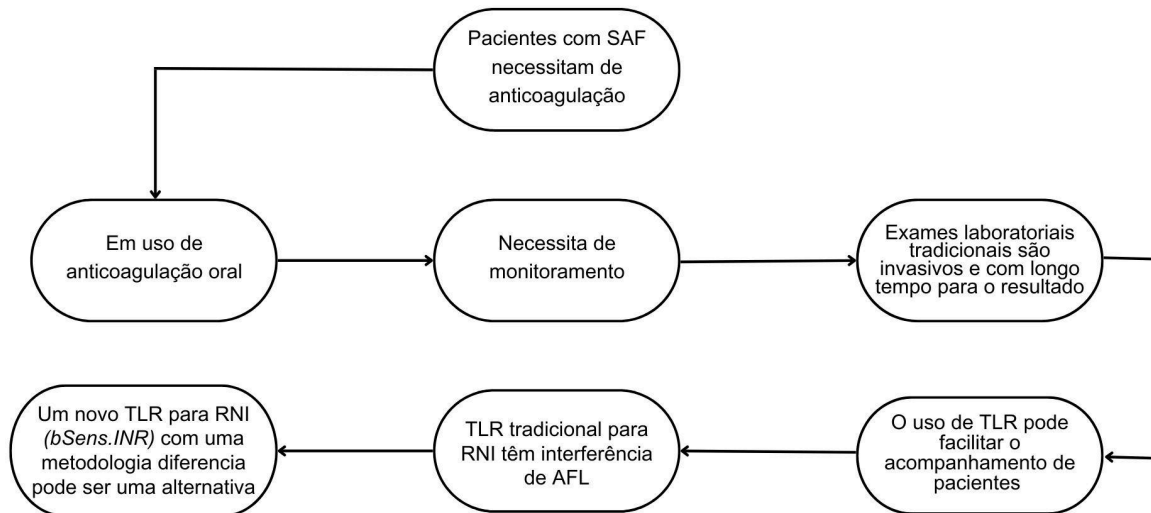 Pacientes com SAF
necessitam de
anticoagulação
Em uso de
anticoagulação oral
Necessita de
monitoramento
Exames laboratoriais
tradicionais são
invasivos e com longo
tempo para o resultado
O uso de TLR pode
facilitar o
acompanhamento de
pacientes
TLR tradicional para
RNI têm interferência
de AFL
Um novo TLR para RNI
(bSens.INR) com uma
metodologia diferencia
pode ser uma alternativa